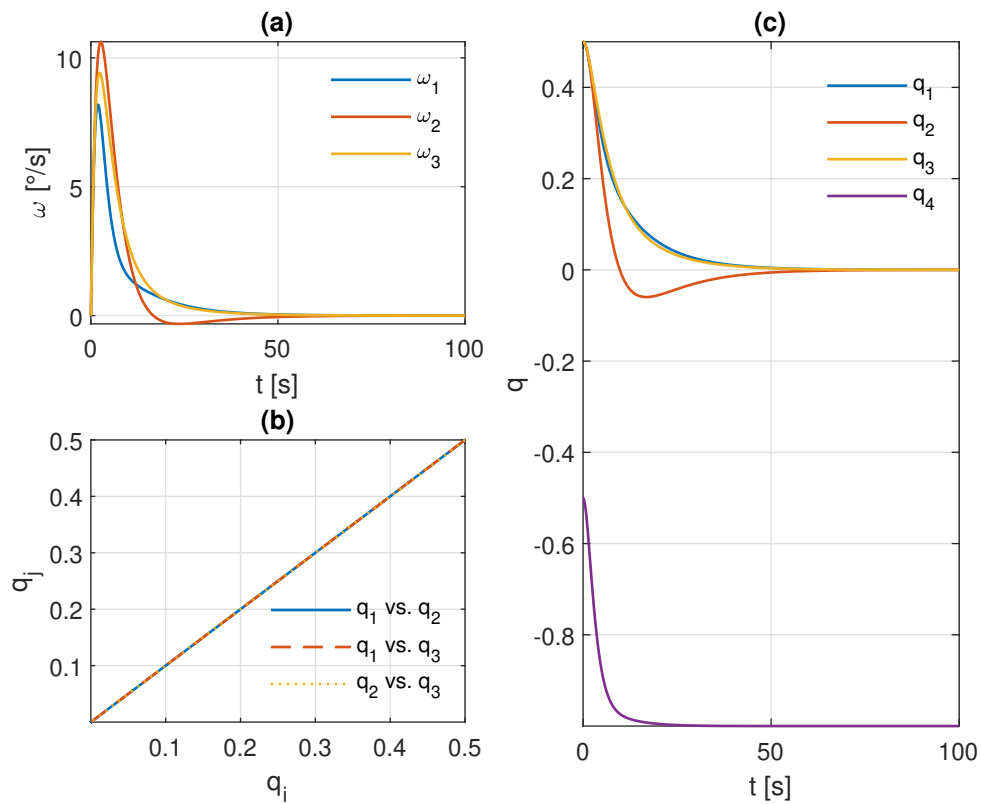 (a)
ω [°/s]
10
5
0
ω1
ω2
ω3
0
50
100
t [s]
(b)
qj
0.5
0.4
0.3
0.2
0.1
q1 vs. q2
q1 vs. q3
q2 vs. q3
0.1
0.2
0.3
0.4
0.5
qi
(c)
q
0.4
0.2
0
-0.2
-0.4
-0.6
-0.8
q1
q2
q3
q4
0
50
100
t [s]